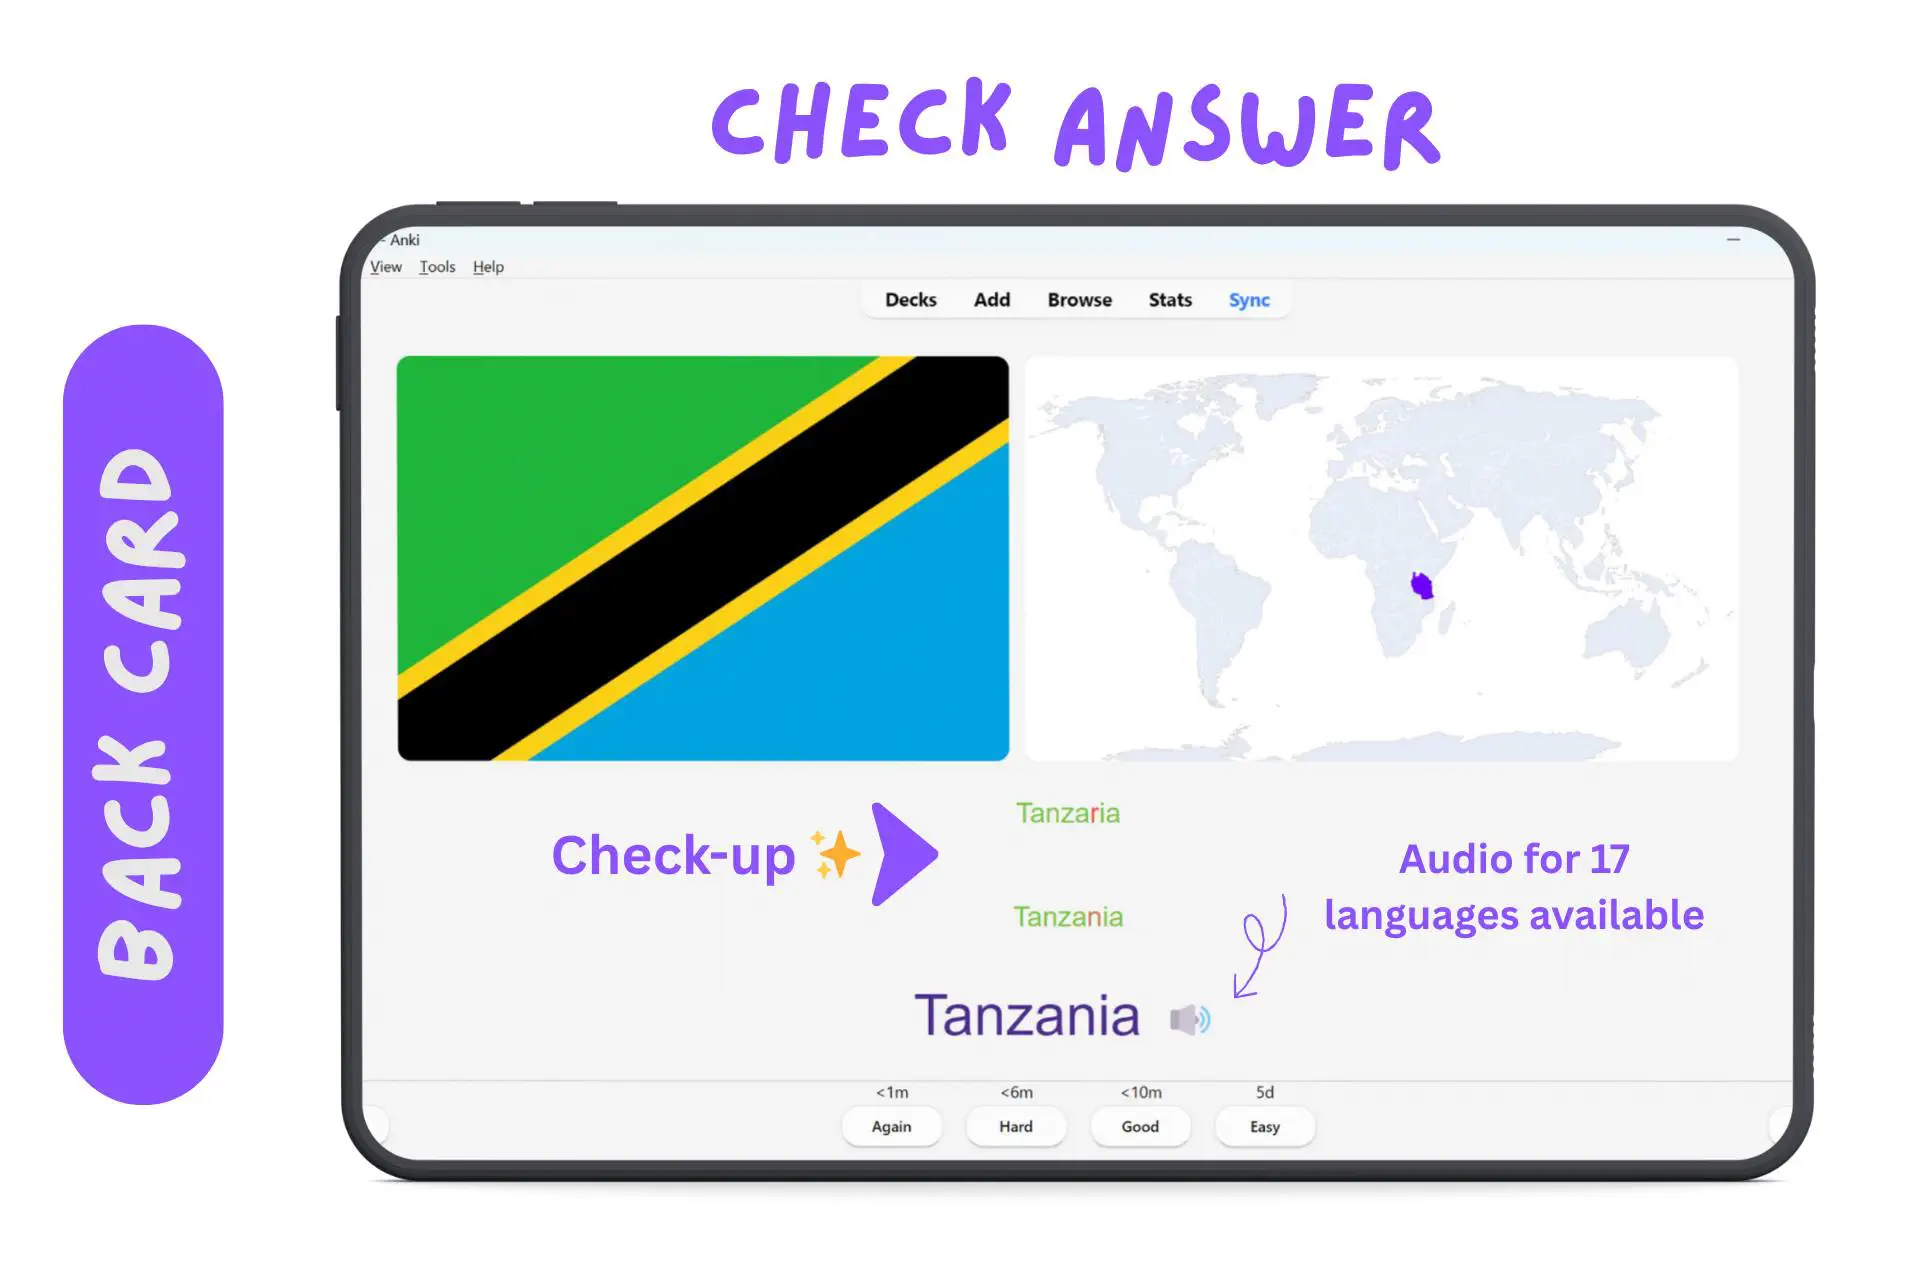 CHECK ANSWER
- Anki
View Tools Help
Decks Add Browse Stats Sync
BACK CARD
Tanzaria
Check-up
Tanzania
Audio for 17
languages available
Tanzania
<1m <6m <10m 5d
Again Hard Good Easy